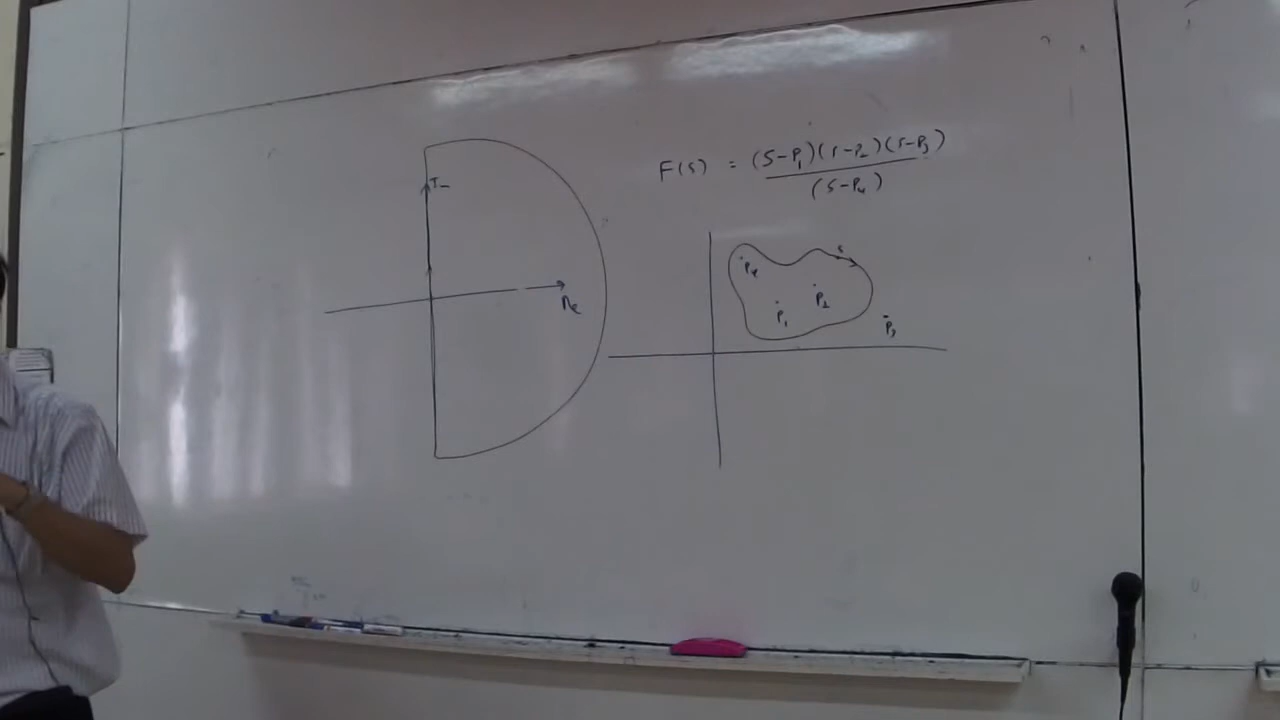 Im
Re
F(s) = (s-P₁)(s-P₂)(s-P₃)
(s-P₄)
s
P₄
P₁
P₂
P₃